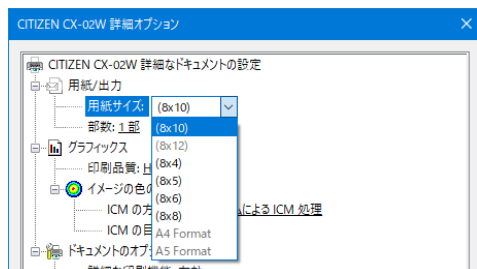 CITIZEN CX-02W 詳細オプション
CITIZEN CX-02W 詳細なドキュメントの設定
用紙/出力
用紙サイズ: (8x10)
部数: 1 部
(8x10)
(8x12)
(8x4)
(8x5)
(8x6)
(8x8)
A4 Format
A5 Format
グラフィックス
印刷品質: H
イメージの色の
ICM の方
による ICM 処理
ICM の目
ドキュメントのオプ